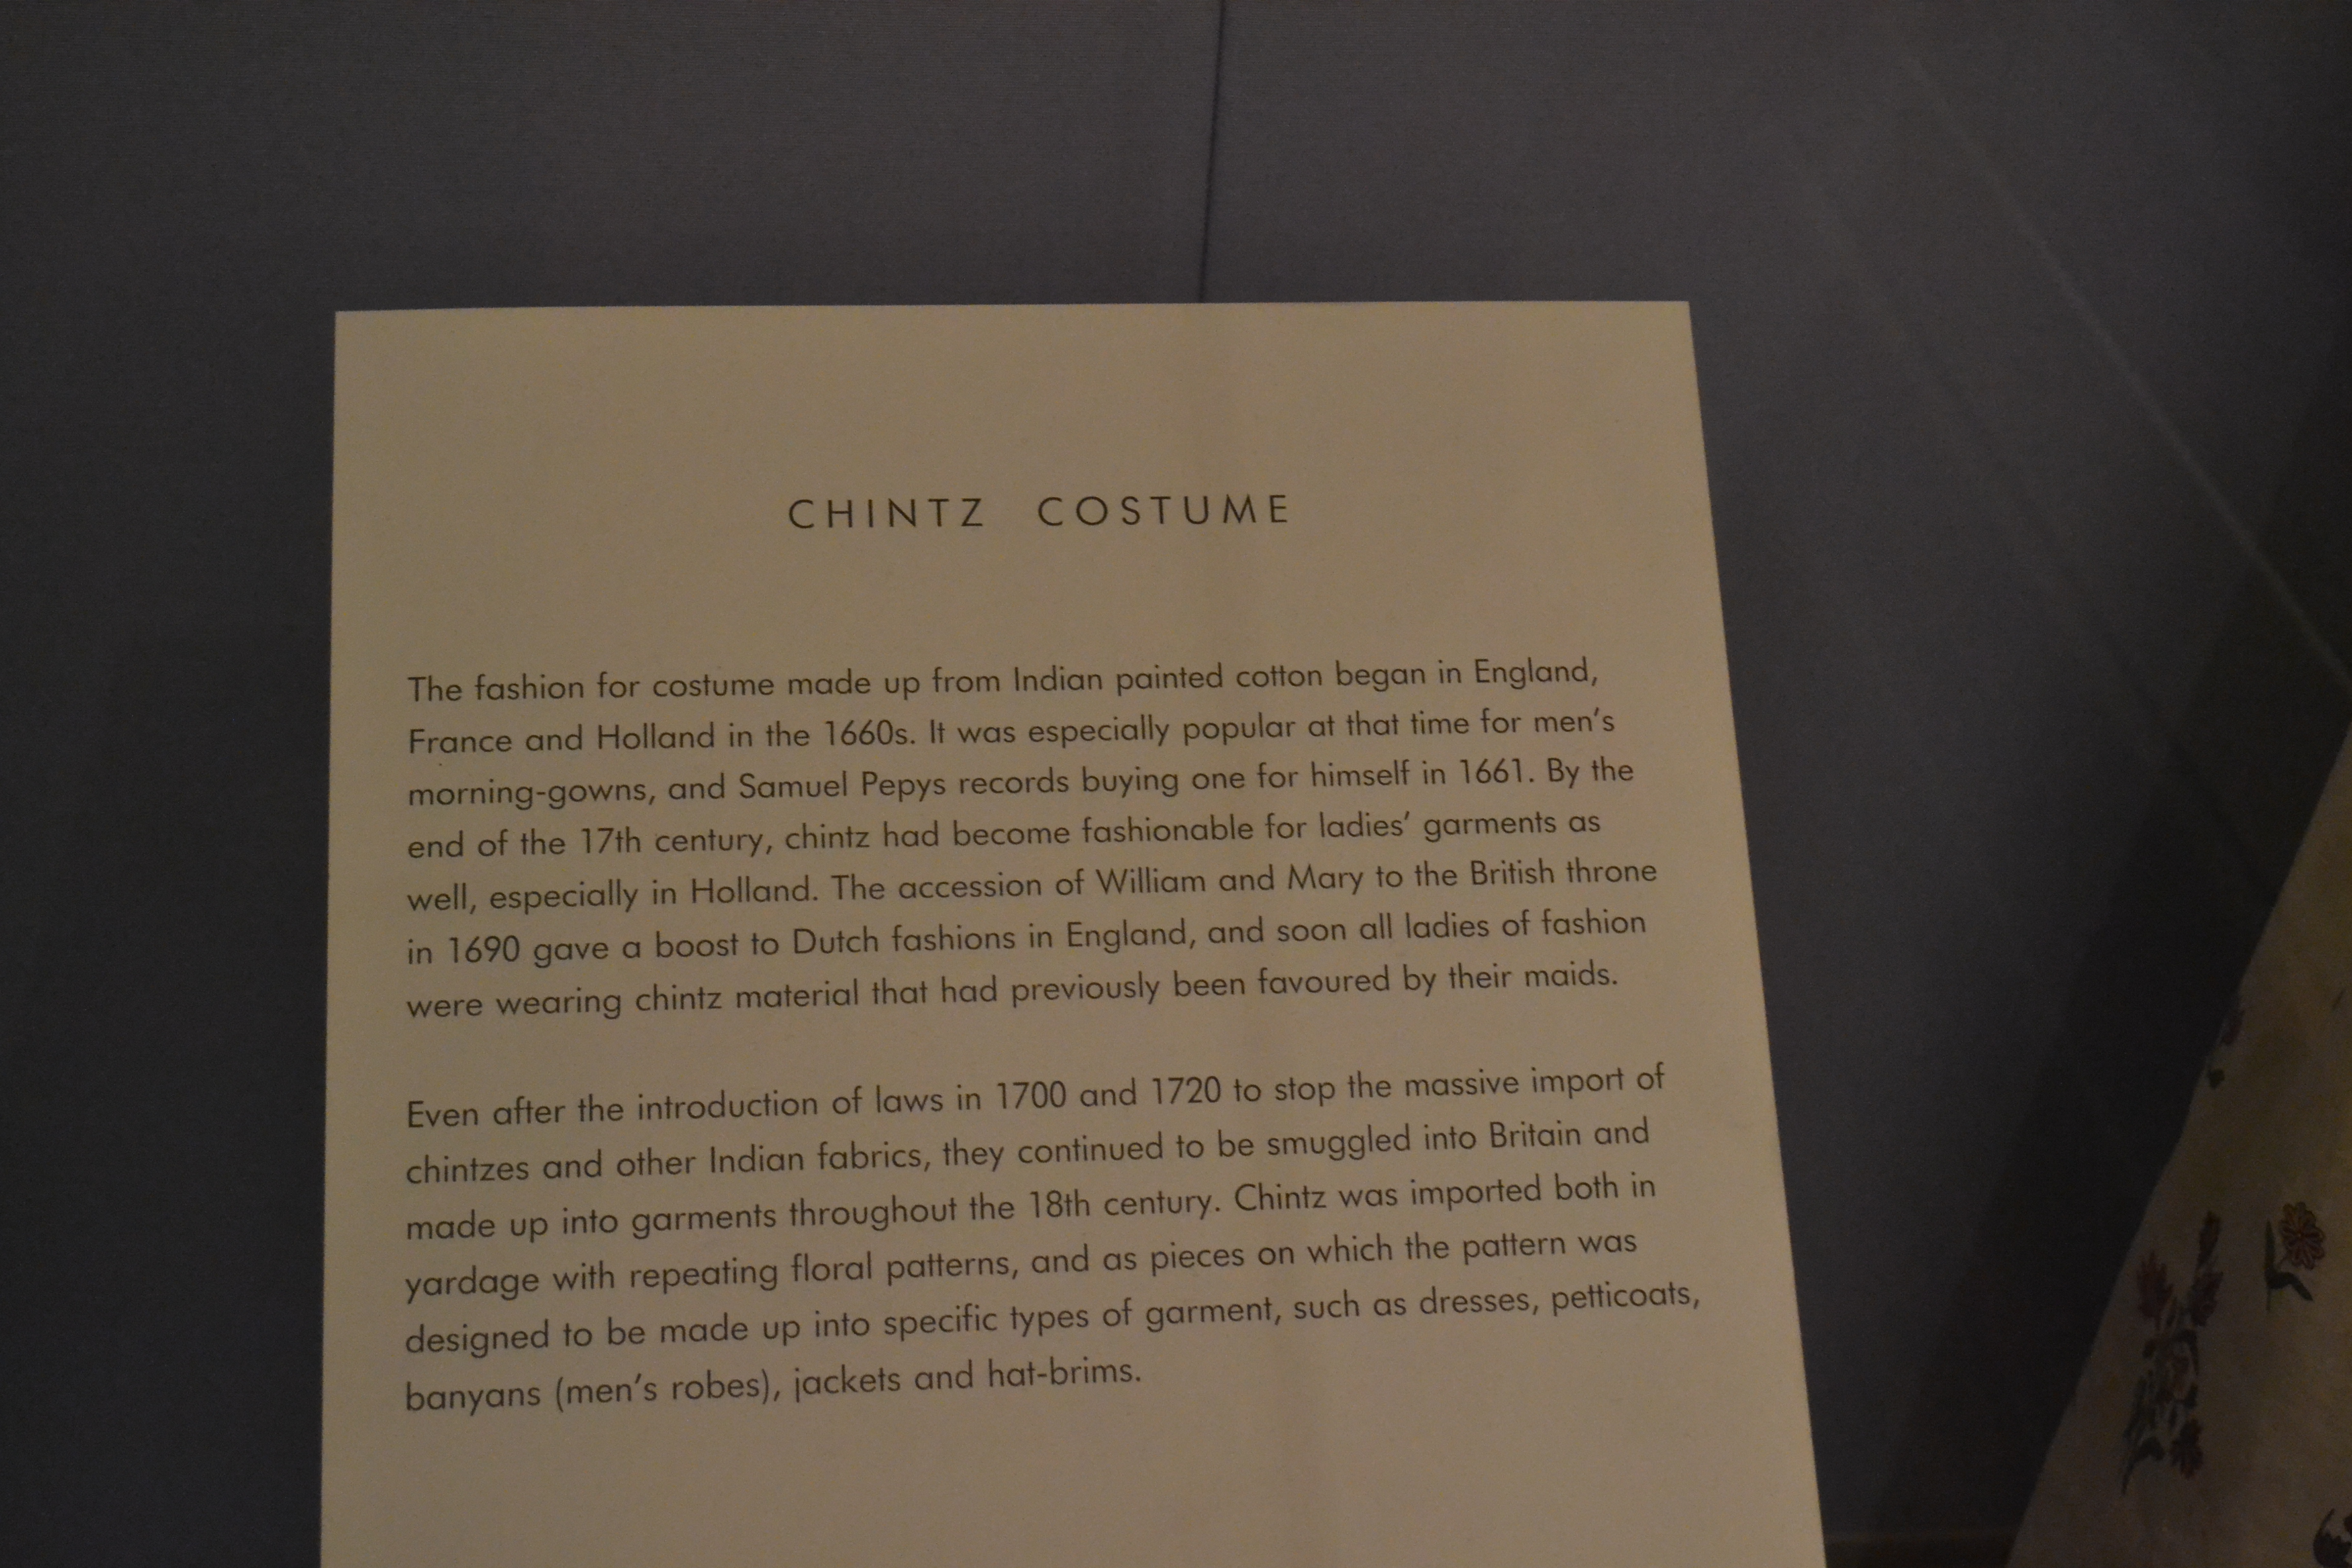 CHINTZ COSTUME
The fashion for costume made up from Indian painted cotton began in England,
France and Holland in the 1660s. It was especially popular at that time for men’s
morning-gowns, and Samuel Pepys records buying one for himself in 1661. By the
end of the 17th century, chintz had become fashionable for ladies’ garments as
well, especially in Holland. The accession of William and Mary to the British throne
in 1690 gave a boost to Dutch fashions in England, and soon all ladies of fashion
were wearing chintz material that had previously been favoured by their maids.
Even after the introduction of laws in 1700 and 1720 to stop the massive import of
chintzes and other Indian fabrics, they continued to be smuggled into Britain and
made up into garments throughout the 18th century. Chintz was imported both in
yardage with repeating floral patterns, and as pieces on which the pattern was
designed to be made up into specific types of garment, such as dresses, petticoats,
banyans (men’s robes), jackets and hat-brims.